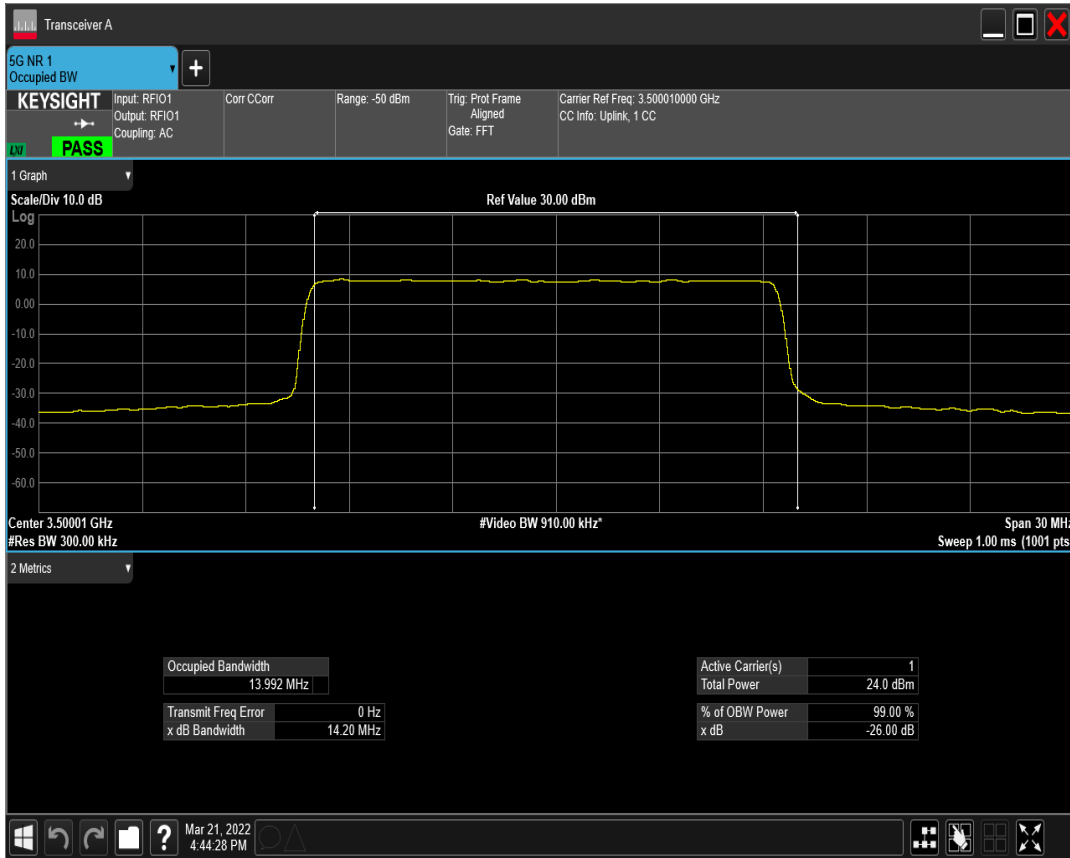 Transceiver A
5G NR 1
Occupied BW
KEYSIGHT
LXI
PASS
Input: RFIO1
Output: RFIO1
Coupling: AC
Corr CCorr
Range: -50 dBm
Trig: Prot Frame
Aligned
Gate: FFT
Carrier Ref Freq: 3.500010000 GHz
CC Info: Uplink, 1 CC
1 Graph
Scale/Div 10.0 dB
Ref Value 30.00 dBm
Log
20.0
10.0
0.00
-10.0
-20.0
-30.0
-40.0
-50.0
-60.0
Center 3.50001 GHz
#Video BW 910.00 kHz*
Span 30 MHz
#Res BW 300.00 kHz
Sweep 1.00 ms (1001 pts
2 Metrics
Occupied Bandwidth
13.992 MHz
Transmit Freq Error 0 Hz
x dB Bandwidth 14.20 MHz
Active Carrier(s) 1
Total Power 24.0 dBm
% of OBW Power 99.00 %
x dB -26.00 dB
?
Mar 21, 2022
4:44:28 PM